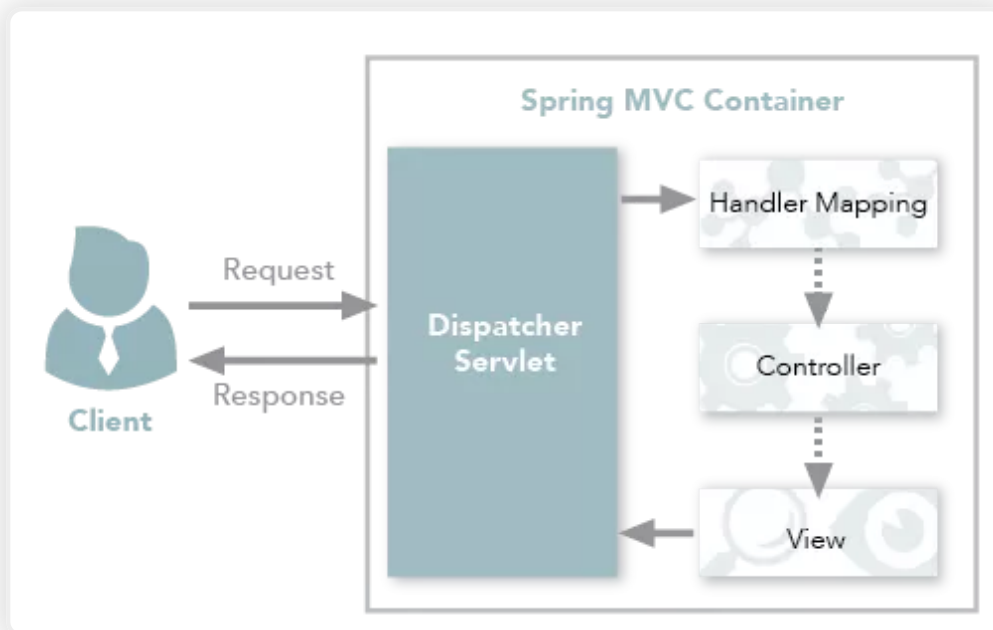 Spring MVC Container
Handler Mapping
Request
Dispatcher
Servlet
Controller
Response
Client
View